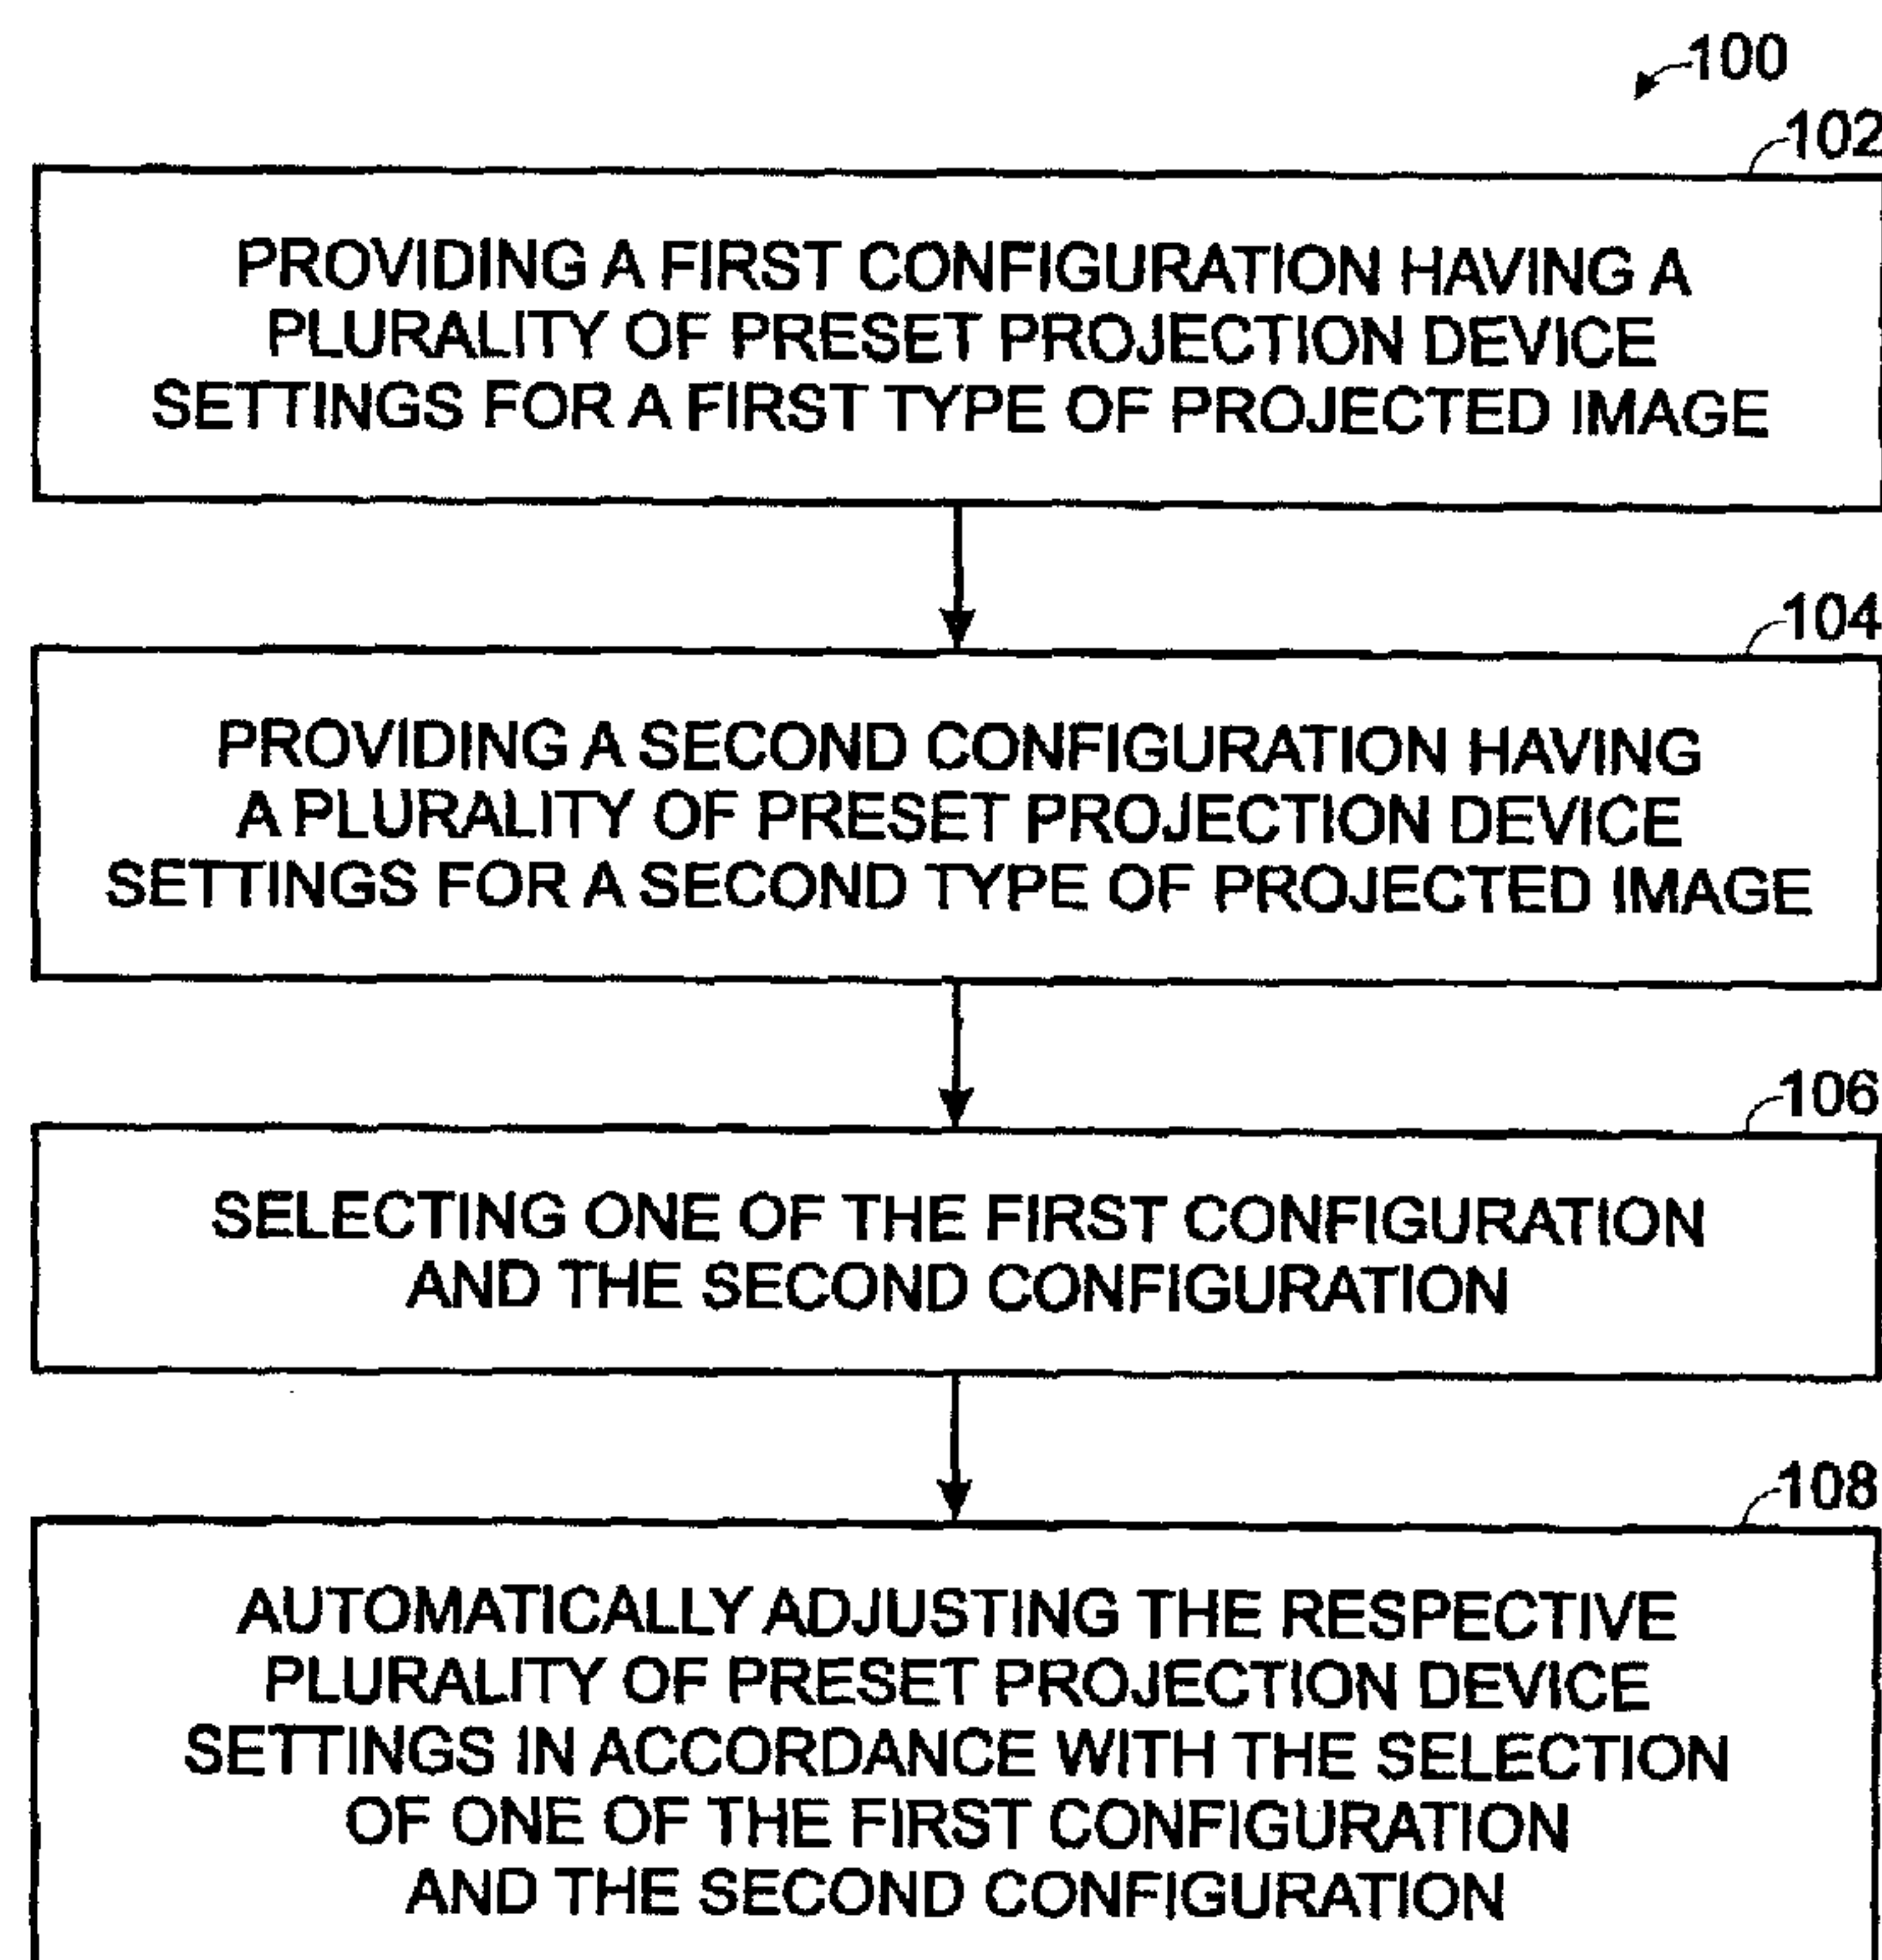 100
102
PROVIDING A FIRST CONFIGURATION HAVING A
PLURALITY OF PRESET PROJECTION DEVICE
SETTINGS FOR A FIRST TYPE OF PROJECTED IMAGE
104
PROVIDING A SECOND CONFIGURATION HAVING
A PLURALITY OF PRESET PROJECTION DEVICE
SETTINGS FOR A SECOND TYPE OF PROJECTED IMAGE
106
SELECTING ONE OF THE FIRST CONFIGURATION
AND THE SECOND CONFIGURATION
108
AUTOMATICALLY ADJUSTING THE RESPECTIVE
PLURALITY OF PRESET PROJECTION DEVICE
SETTINGS IN ACCORDANCE WITH THE SELECTION
OF ONE OF THE FIRST CONFIGURATION
AND THE SECOND CONFIGURATION